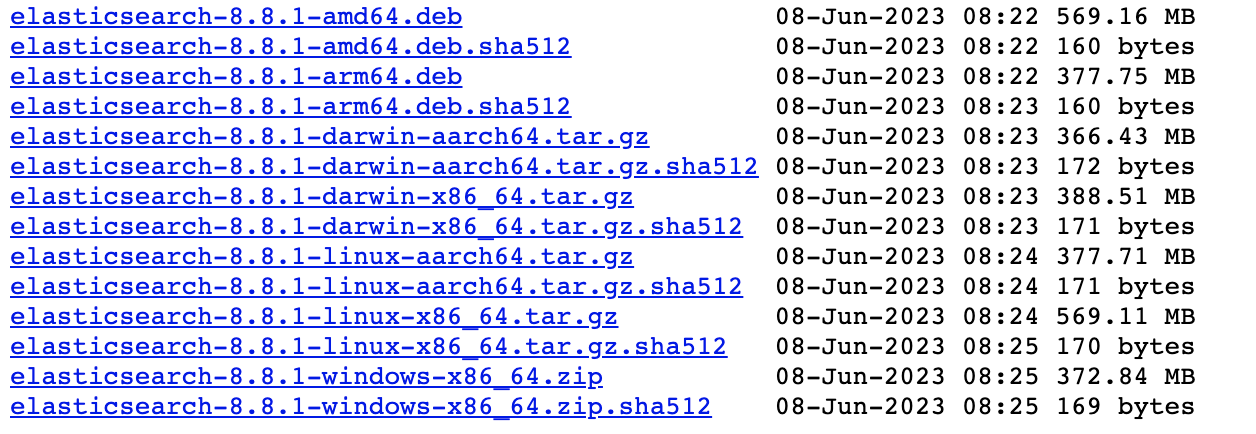 elasticsearch-8.8.1-amd64.deb 08-Jun-2023 08:22 569.16 MB
elasticsearch-8.8.1-amd64.deb.sha512 08-Jun-2023 08:22 160 bytes
elasticsearch-8.8.1-arm64.deb 08-Jun-2023 08:22 377.75 MB
elasticsearch-8.8.1-arm64.deb.sha512 08-Jun-2023 08:23 160 bytes
elasticsearch-8.8.1-darwin-aarch64.tar.gz 08-Jun-2023 08:23 366.43 MB
elasticsearch-8.8.1-darwin-aarch64.tar.gz.sha512 08-Jun-2023 08:23 172 bytes
elasticsearch-8.8.1-darwin-x86_64.tar.gz 08-Jun-2023 08:23 388.51 MB
elasticsearch-8.8.1-darwin-x86_64.tar.gz.sha512 08-Jun-2023 08:23 171 bytes
elasticsearch-8.8.1-linux-aarch64.tar.gz 08-Jun-2023 08:24 377.71 MB
elasticsearch-8.8.1-linux-aarch64.tar.gz.sha512 08-Jun-2023 08:24 171 bytes
elasticsearch-8.8.1-linux-x86_64.tar.gz 08-Jun-2023 08:24 569.11 MB
elasticsearch-8.8.1-linux-x86_64.tar.gz.sha512 08-Jun-2023 08:25 170 bytes
elasticsearch-8.8.1-windows-x86_64.zip 08-Jun-2023 08:25 372.84 MB
elasticsearch-8.8.1-windows-x86_64.zip.sha512 08-Jun-2023 08:25 169 bytes